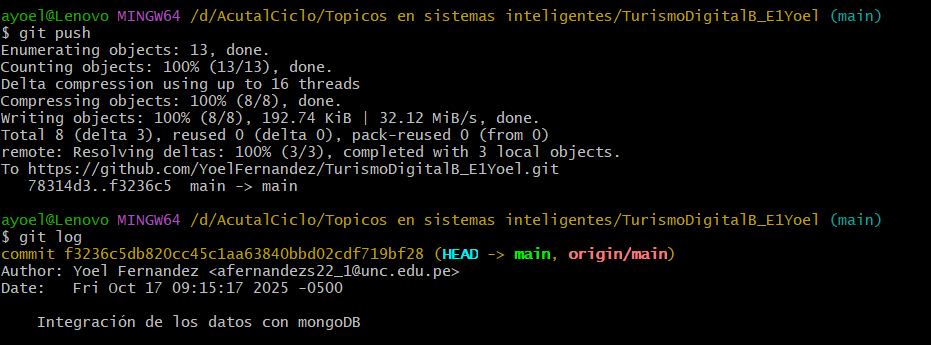 ayoel@Lenovo MINGW64 /d/AcutalCiclo/Topicos en sistemas inteligentes/TurismoDigitalB_E1Yoel (main)
$ git push
Enumerating objects: 13, done.
Counting objects: 100% (13/13), done.
Delta compression using up to 16 threads
Compressing objects: 100% (8/8), done.
Writing objects: 100% (8/8), 192.74 KiB | 32.12 MiB/s, done.
Total 8 (delta 3), reused 0 (delta 0), pack-reused 0 (from 0)
remote: Resolving deltas: 100% (3/3), completed with 3 local objects.
To https://github.com/YoelFernandez/TurismoDigitalB_E1Yoel.git
   78314d3..f3236c5  main -> main

ayoel@Lenovo MINGW64 /d/AcutalCiclo/Topicos en sistemas inteligentes/TurismoDigitalB_E1Yoel (main)
$ git log
commit f3236c5db820cc45c1aa63840bbd02cdf719bf28 (HEAD -> main, origin/main)
Author: Yoel Fernandez <afernandezs22_1@unc.edu.pe>
Date:   Fri Oct 17 09:15:17 2025 -0500

    Integración de los datos con mongoDB